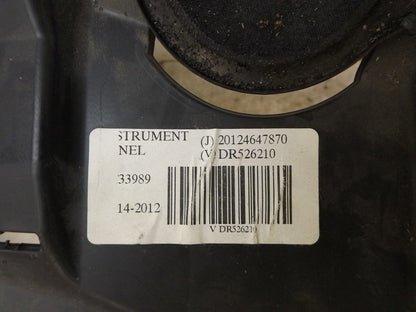 STRUMENT (J) 20124647870
NEL (V) DR526210
33989
14-2012
V DR526210